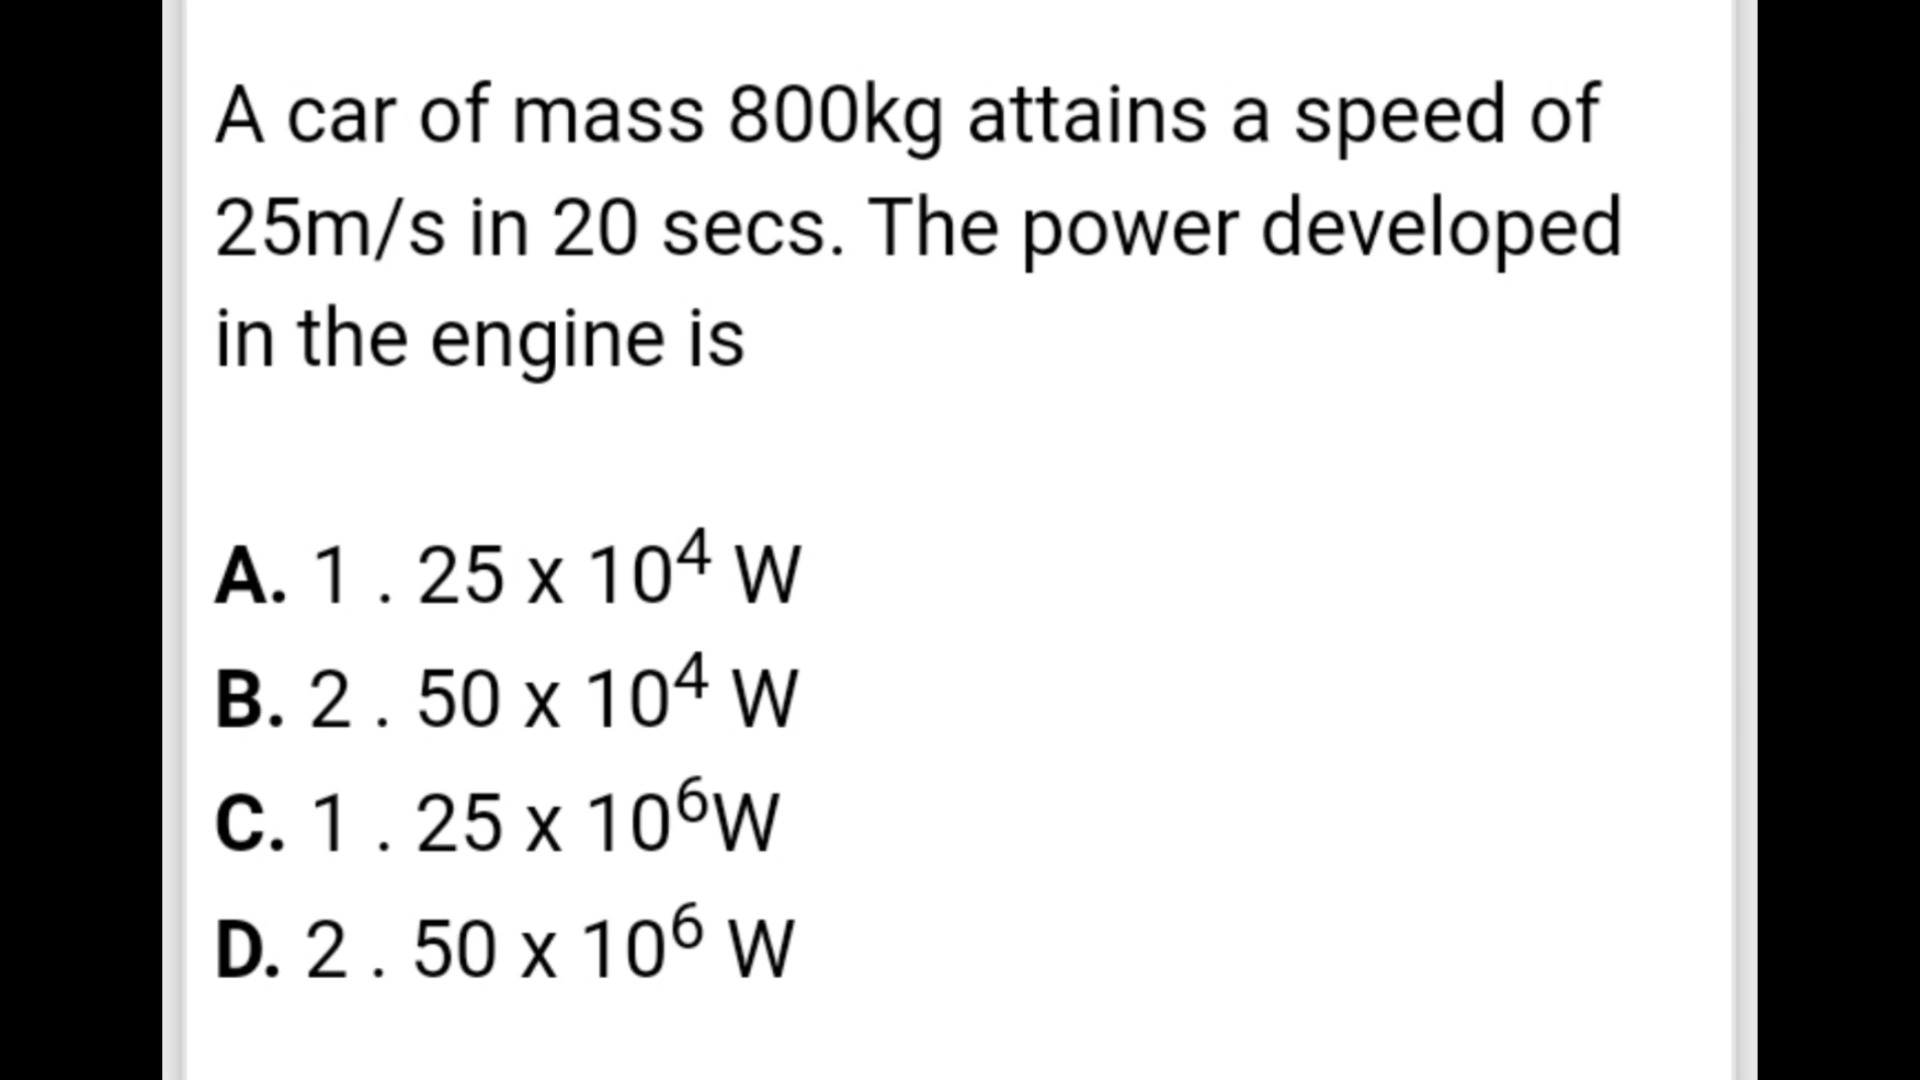 A car of mass 800kg attains a speed of
25m/s in 20 secs. The power developed
in the engine is
A. 1 . 25 x 10⁴ W
B. 2 . 50 x 10⁴ W
C. 1 . 25 x 10⁶W
D. 2 . 50 x 10⁶ W